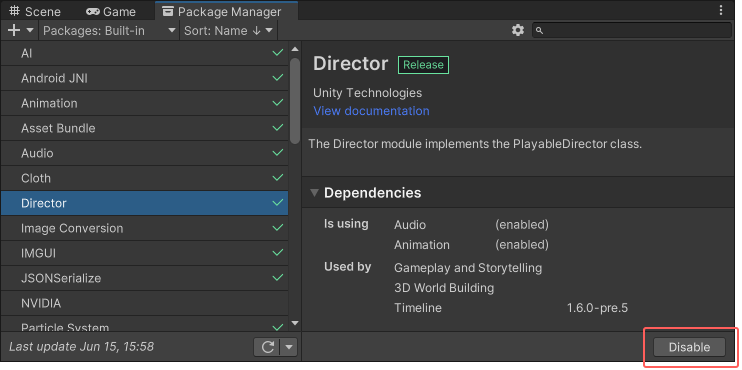 Scene
Game
Package Manager
Packages: Built-in
Sort: Name ↓
AI
Android JNI
Animation
Asset Bundle
Audio
Cloth
Director
Image Conversion
IMGUI
JSONSerialize
NVIDIA
Particle System
Last update Jun 15, 15:58
Director Release
Unity Technologies
View documentation
The Director module implements the PlayableDirector class.
Dependencies
Is using Audio (enabled)
Animation (enabled)
Used by Gameplay and Storytelling
3D World Building
Timeline 1.6.0-pre.5
Disable